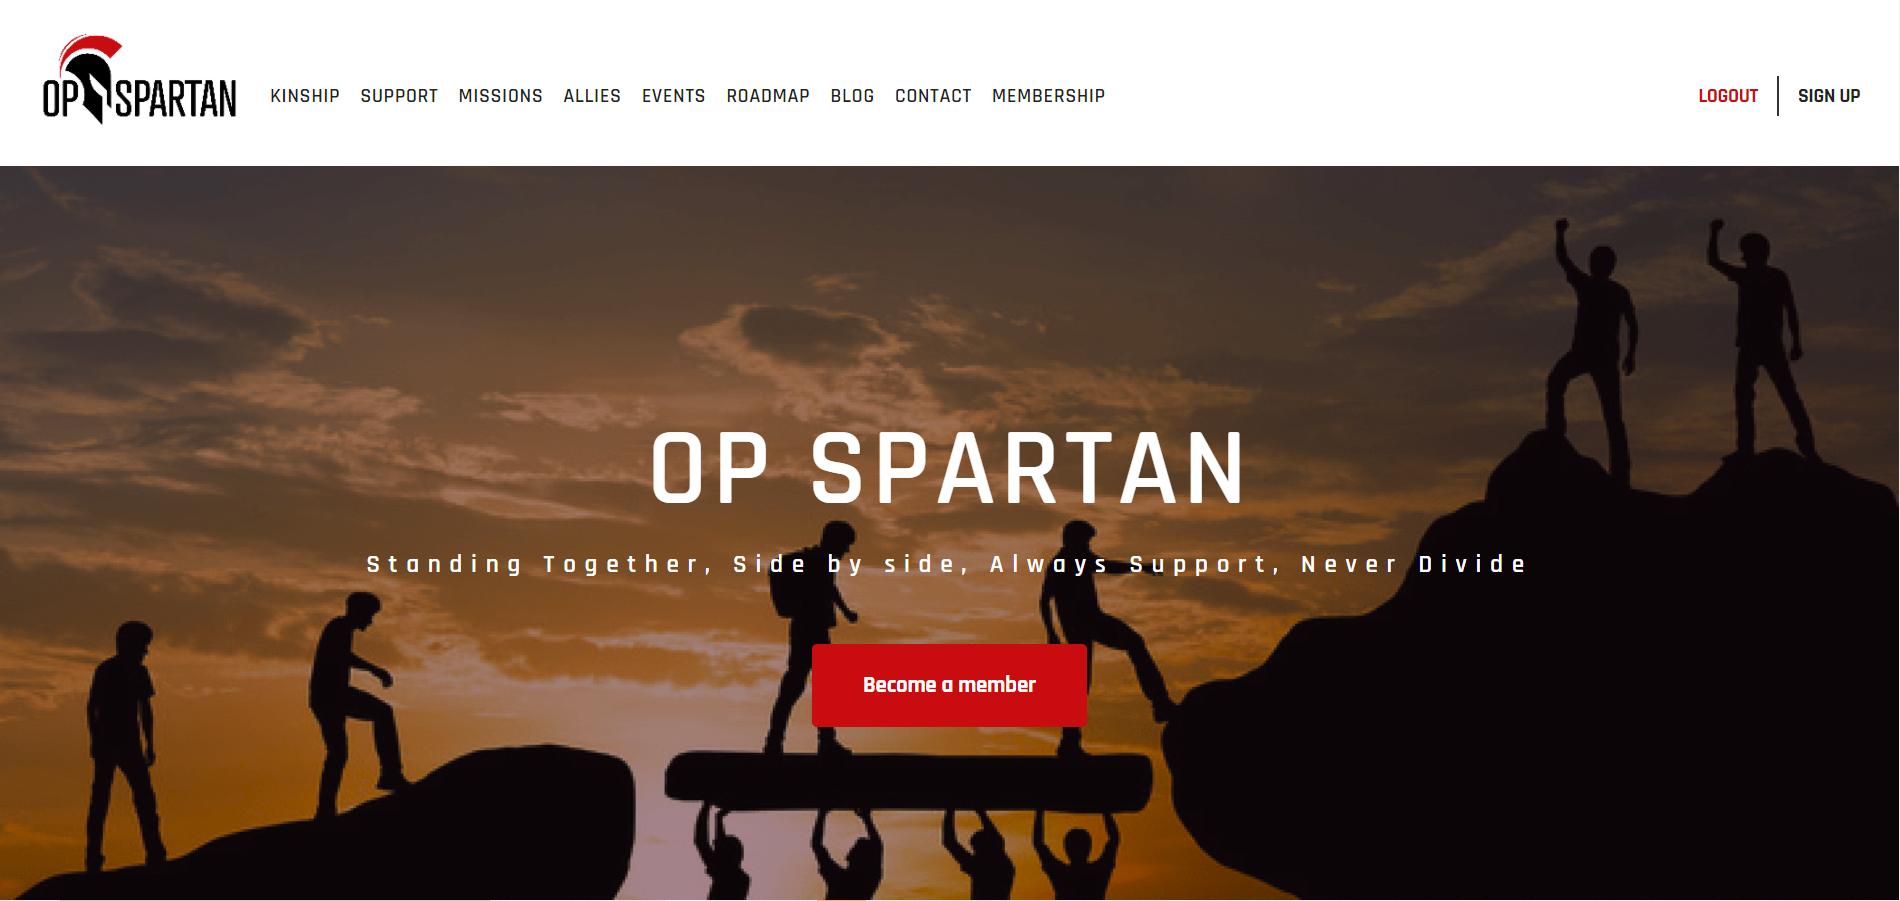 OP SPARTAN
KINSHIP SUPPORT MISSIONS ALLIES EVENTS ROADMAP BLOG CONTACT MEMBERSHIP
LOGOUT SIGN UP
OP SPARTAN
Standing Together, Side by side, Always Support, Never Divide
Become a member